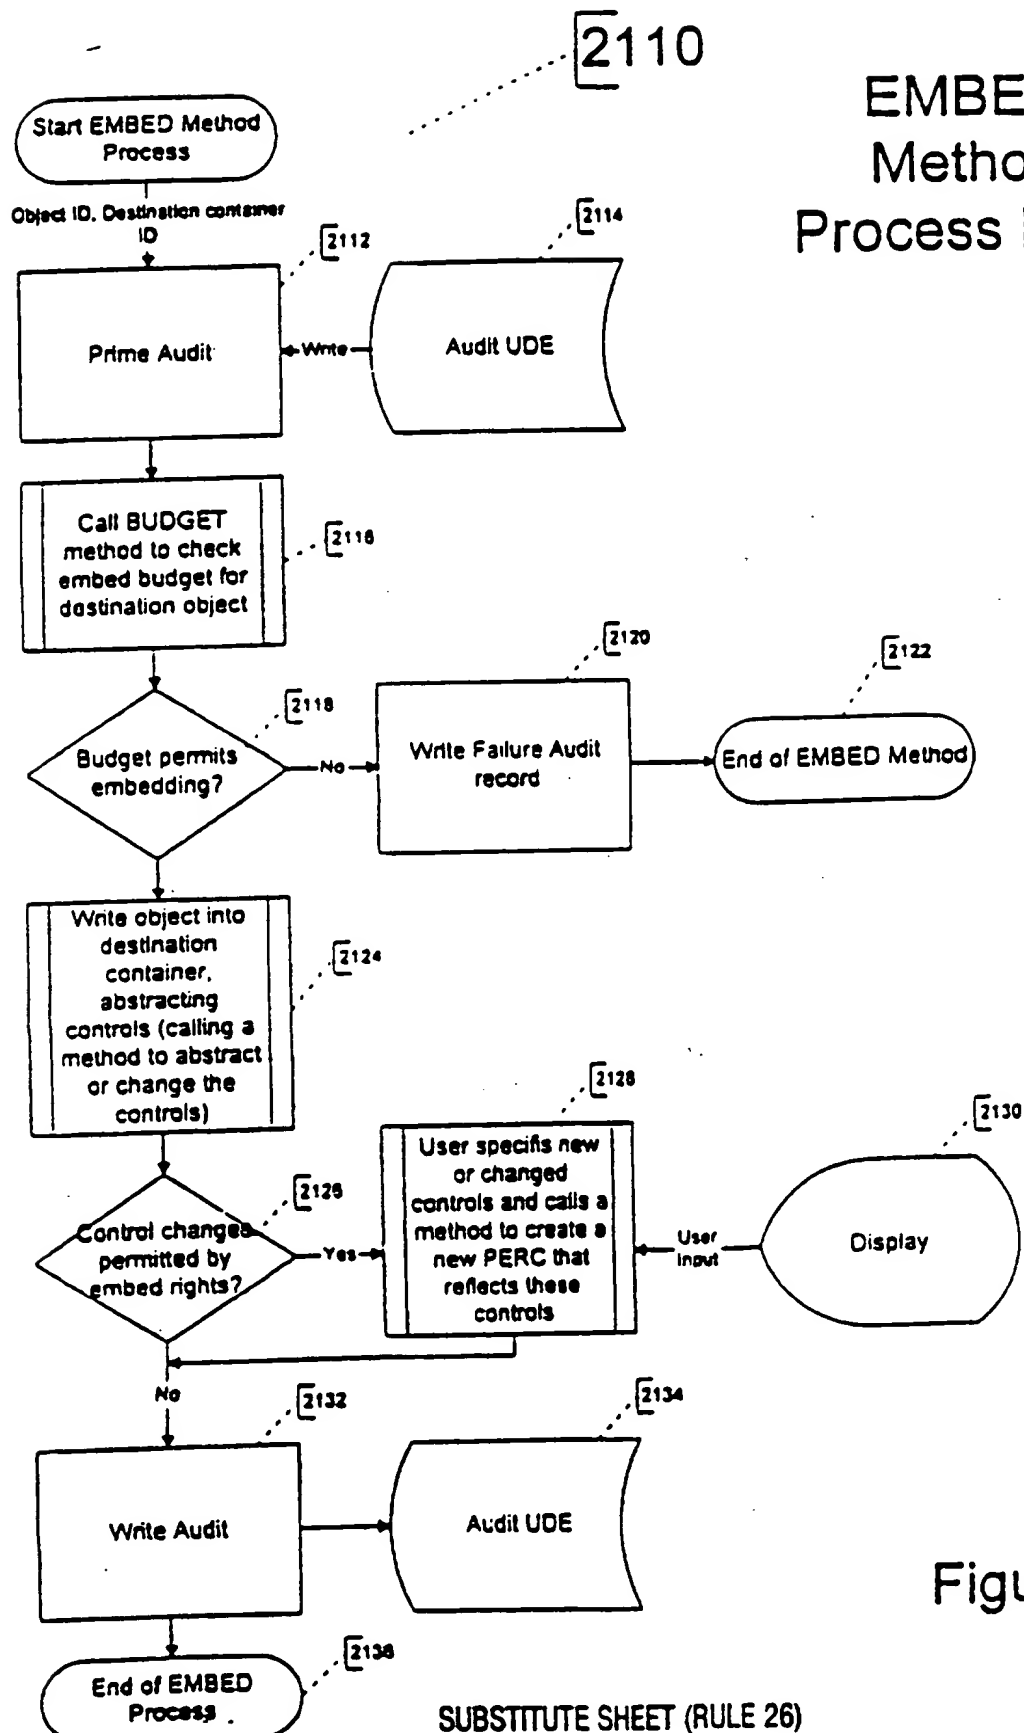 2110
EMBE
Metho
Process
Start EMBED Method
Process
Object ID, Destination container
ID
2112
2114
Prime Audit
Write
Audit UDE
Call BUDGET
method to check
embed budget for
destination object
2116
2118
2120
2122
Budget permits
embedding?
No
Write Failure Audit
record
End of EMBED Method
Write object into
destination
container,
abstracting
controls (calling a
method to abstract
or change the
controls)
2124
2128
2130
User specifis new
or changed
controls and calls a
method to create a
new PERC that
reflects these
controls
2126
Control changed
permitted by
embed rights?
Yes
User
Input
Display
No
2132
2134
Write Audit
Audit UDE
2136
End of EMBED
Process
Figu
SUBSTITUTE SHEET (RULE 26)